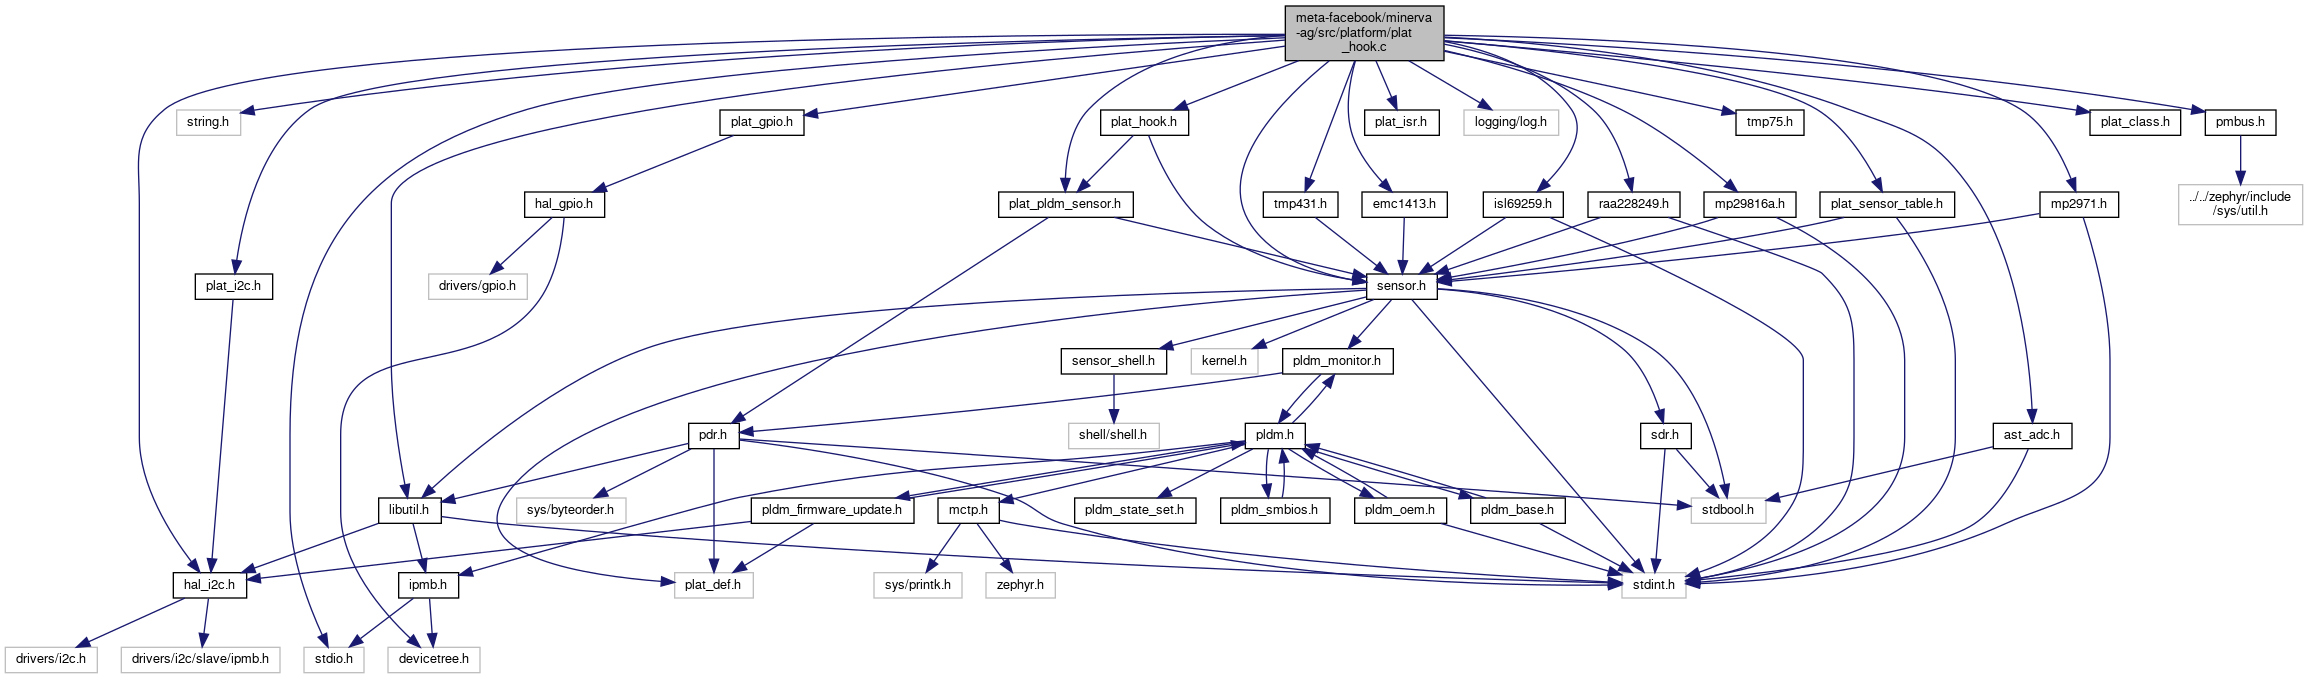 meta-facebook/minerva
-ag/src/platform/plat
_hook.c
string.h
plat_gpio.h
plat_hook.h
plat_isr.h
logging/log.h
tmp75.h
plat_class.h
pmbus.h
hal_gpio.h
plat_pldm_sensor.h
tmp431.h
emc1413.h
isl69259.h
raa228249.h
mp29816a.h
plat_sensor_table.h
mp2971.h
../../zephyr/include
/sys/util.h
plat_i2c.h
drivers/gpio.h
sensor.h
sensor_shell.h
kernel.h
pldm_monitor.h
pdr.h
shell/shell.h
pldm.h
sdr.h
ast_adc.h
libutil.h
sys/byteorder.h
pldm_firmware_update.h
mctp.h
pldm_state_set.h
pldm_smbios.h
pldm_oem.h
pldm_base.h
stdbool.h
hal_i2c.h
ipmb.h
plat_def.h
sys/printk.h
zephyr.h
stdint.h
drivers/i2c.h
drivers/i2c/slave/ipmb.h
stdio.h
devicetree.h